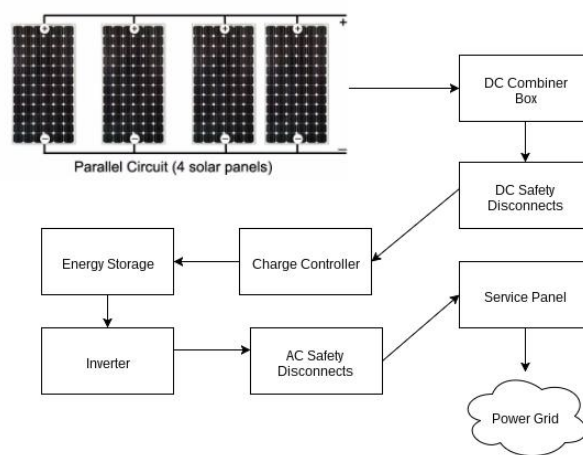 +
+ + + +
- - - -
−
Parallel Circuit (4 solar panels)
DC Combiner
Box
DC Safety
Disconnects
Energy Storage
Charge Controller
Service Panel
Inverter
AC Safety
Disconnects
Power Grid